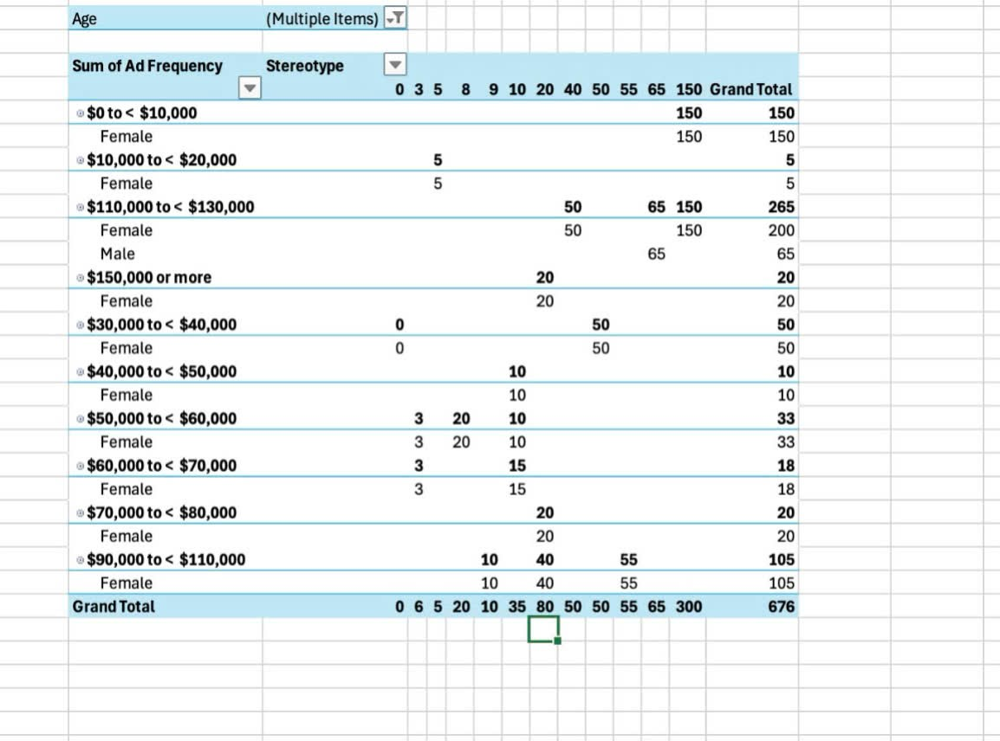 Age (Multiple Items)
Sum of Ad Frequency Stereotype
0 3 5 8 9 10 20 40 50 55 65 150 Grand Total
$0 to < $10,000 150 150
Female 150 150
$10,000 to < $20,000 5 5
Female 5 5
$110,000 to < $130,000 50 65 150 265
Female 50 150 200
Male 65 65
$150,000 or more 20 20
Female 20 20
$30,000 to < $40,000 0 50 50
Female 0 50 50
$40,000 to < $50,000 10 10
Female 10 10
$50,000 to < $60,000 3 20 10 33
Female 3 20 10 33
$60,000 to < $70,000 3 15 18
Female 3 15 18
$70,000 to < $80,000 20 20
Female 20 20
$90,000 to < $110,000 10 40 55 105
Female 10 40 55 105
Grand Total 0 6 5 20 10 35 80 50 50 55 65 300 676